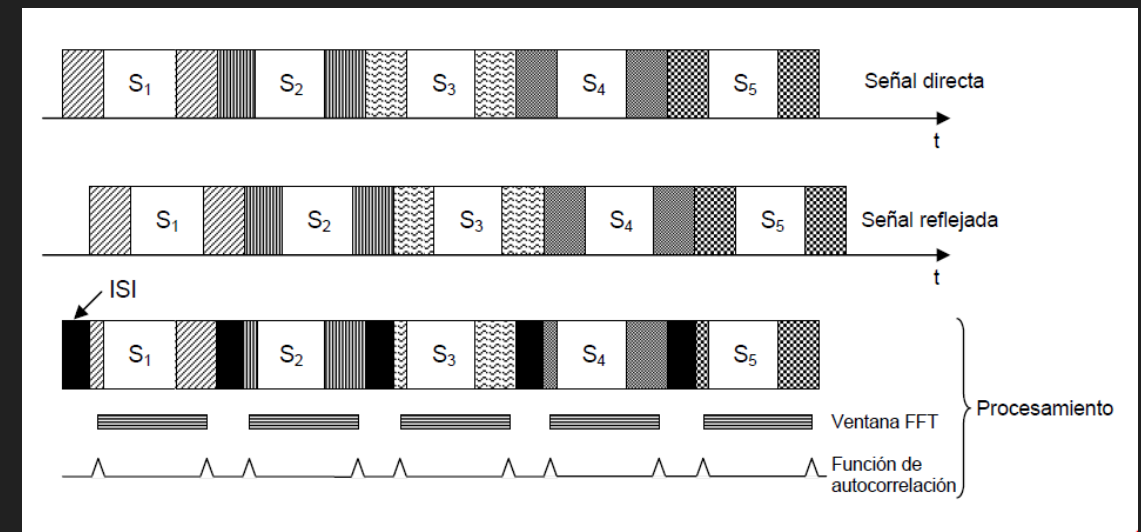 S₁ S₂ S₃ S₄ S₅ Señal directa
t
S₁ S₂ S₃ S₄ S₅ Señal reflejada
t
ISI
S₁ S₂ S₃ S₄ S₅
Procesamiento
Ventana FFT
Función de
autocorrelación